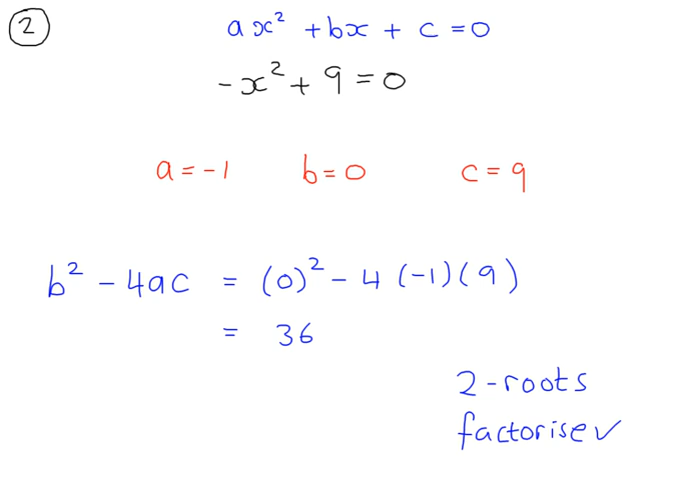 2
ax² + bx + c = 0
-x² + 9 = 0
a = -1 b = 0 c = 9
b² - 4ac = (0)² - 4 (-1)(9)
= 36
2-roots
factorise ✓